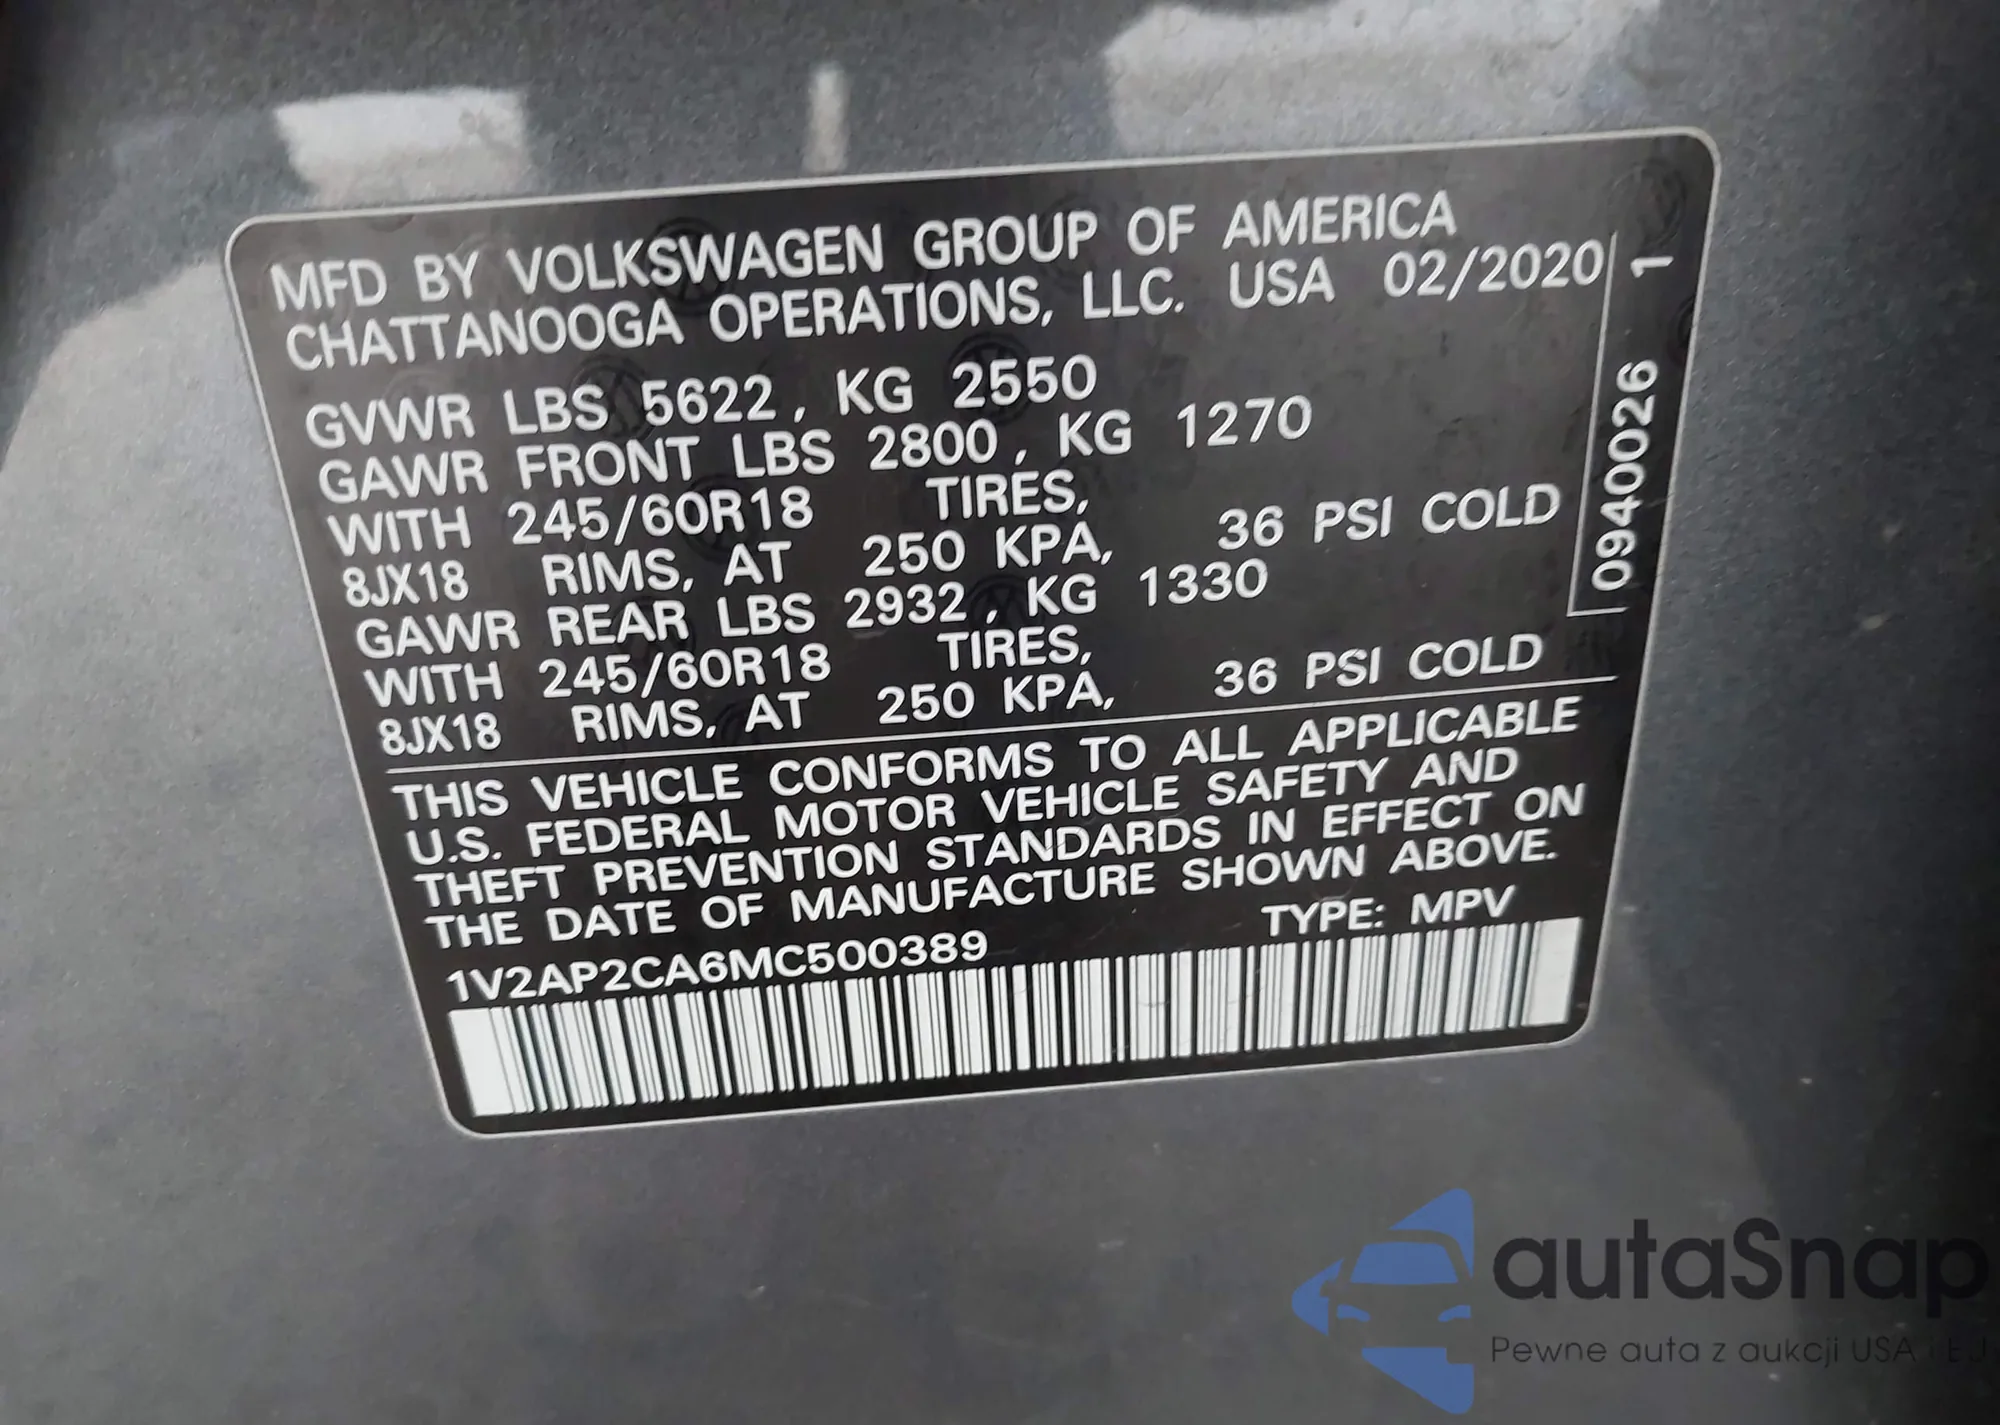 MFD BY VOLKSWAGEN GROUP OF AMERICA
CHATTANOOGA OPERATIONS, LLC. USA 02/2020
GVWR LBS 5622, KG 2550
GAWR FRONT LBS 2800, KG 1270
WITH 245/60R18 TIRES,
8JX18 RIMS, AT 250 KPA, 36 PSI COLD
GAWR REAR LBS 2932, KG 1330
WITH 245/60R18 TIRES,
8JX18 RIMS, AT 250 KPA, 36 PSI COLD
0940026 1
THIS VEHICLE CONFORMS TO ALL APPLICABLE
U.S. FEDERAL MOTOR VEHICLE SAFETY AND
THEFT PREVENTION STANDARDS IN EFFECT ON
THE DATE OF MANUFACTURE SHOWN ABOVE.
1V2AP2CA6MC500389 TYPE: MPV
autaSnap
Pewne auta z aukcji USA